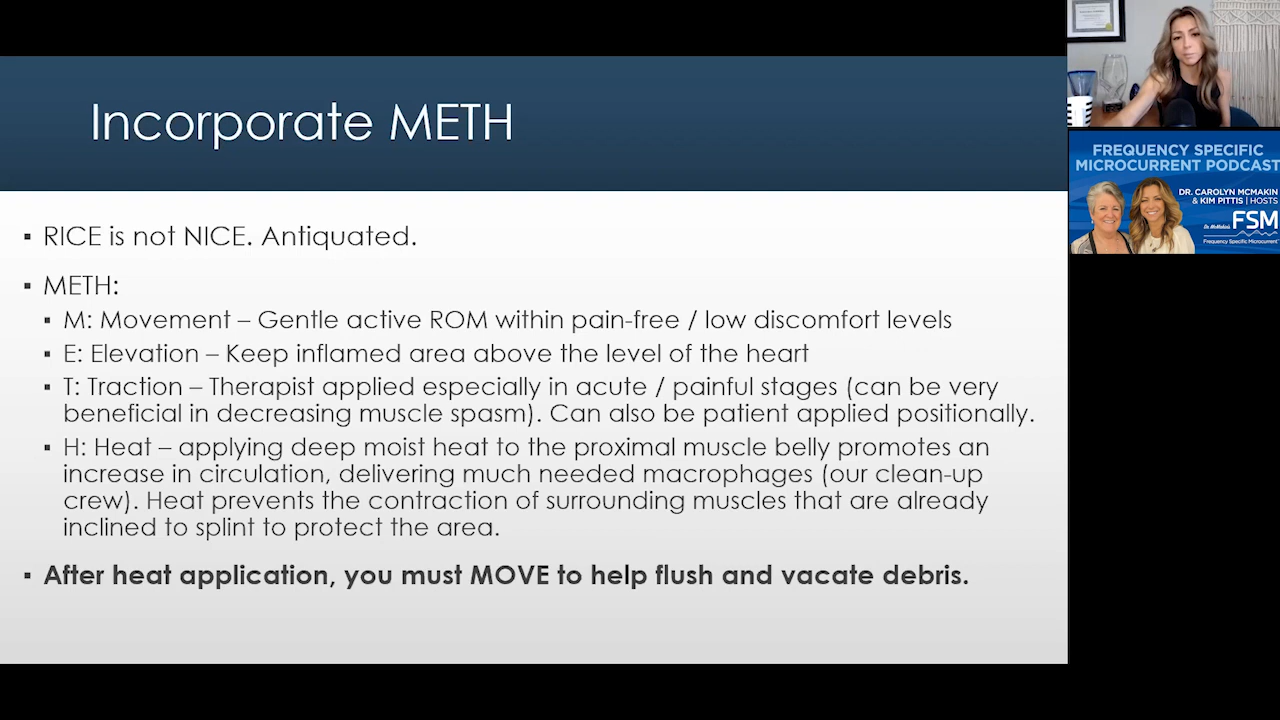 Incorporate METH
▪ RICE is not NICE. Antiquated.
▪ METH:
▪ M: Movement – Gentle active ROM within pain-free / low discomfort levels
▪ E: Elevation – Keep inflamed area above the level of the heart
▪ T: Traction – Therapist applied especially in acute / painful stages (can be very
beneficial in decreasing muscle spasm). Can also be patient applied positionally.
▪ H: Heat – applying deep moist heat to the proximal muscle belly promotes an
increase in circulation, delivering much needed macrophages (our clean-up
crew). Heat prevents the contraction of surrounding muscles that are already
inclined to splint to protect the area.
▪ After heat application, you must MOVE to help flush and vacate debris.
FREQUENCY SPECIFIC
MICROCURRENT PODCAST
DR. CAROLYN MCMAKIN
& KIM PITTIS | HOSTS
Dr. McMakin's FSM
Frequency Specific Microcurrent